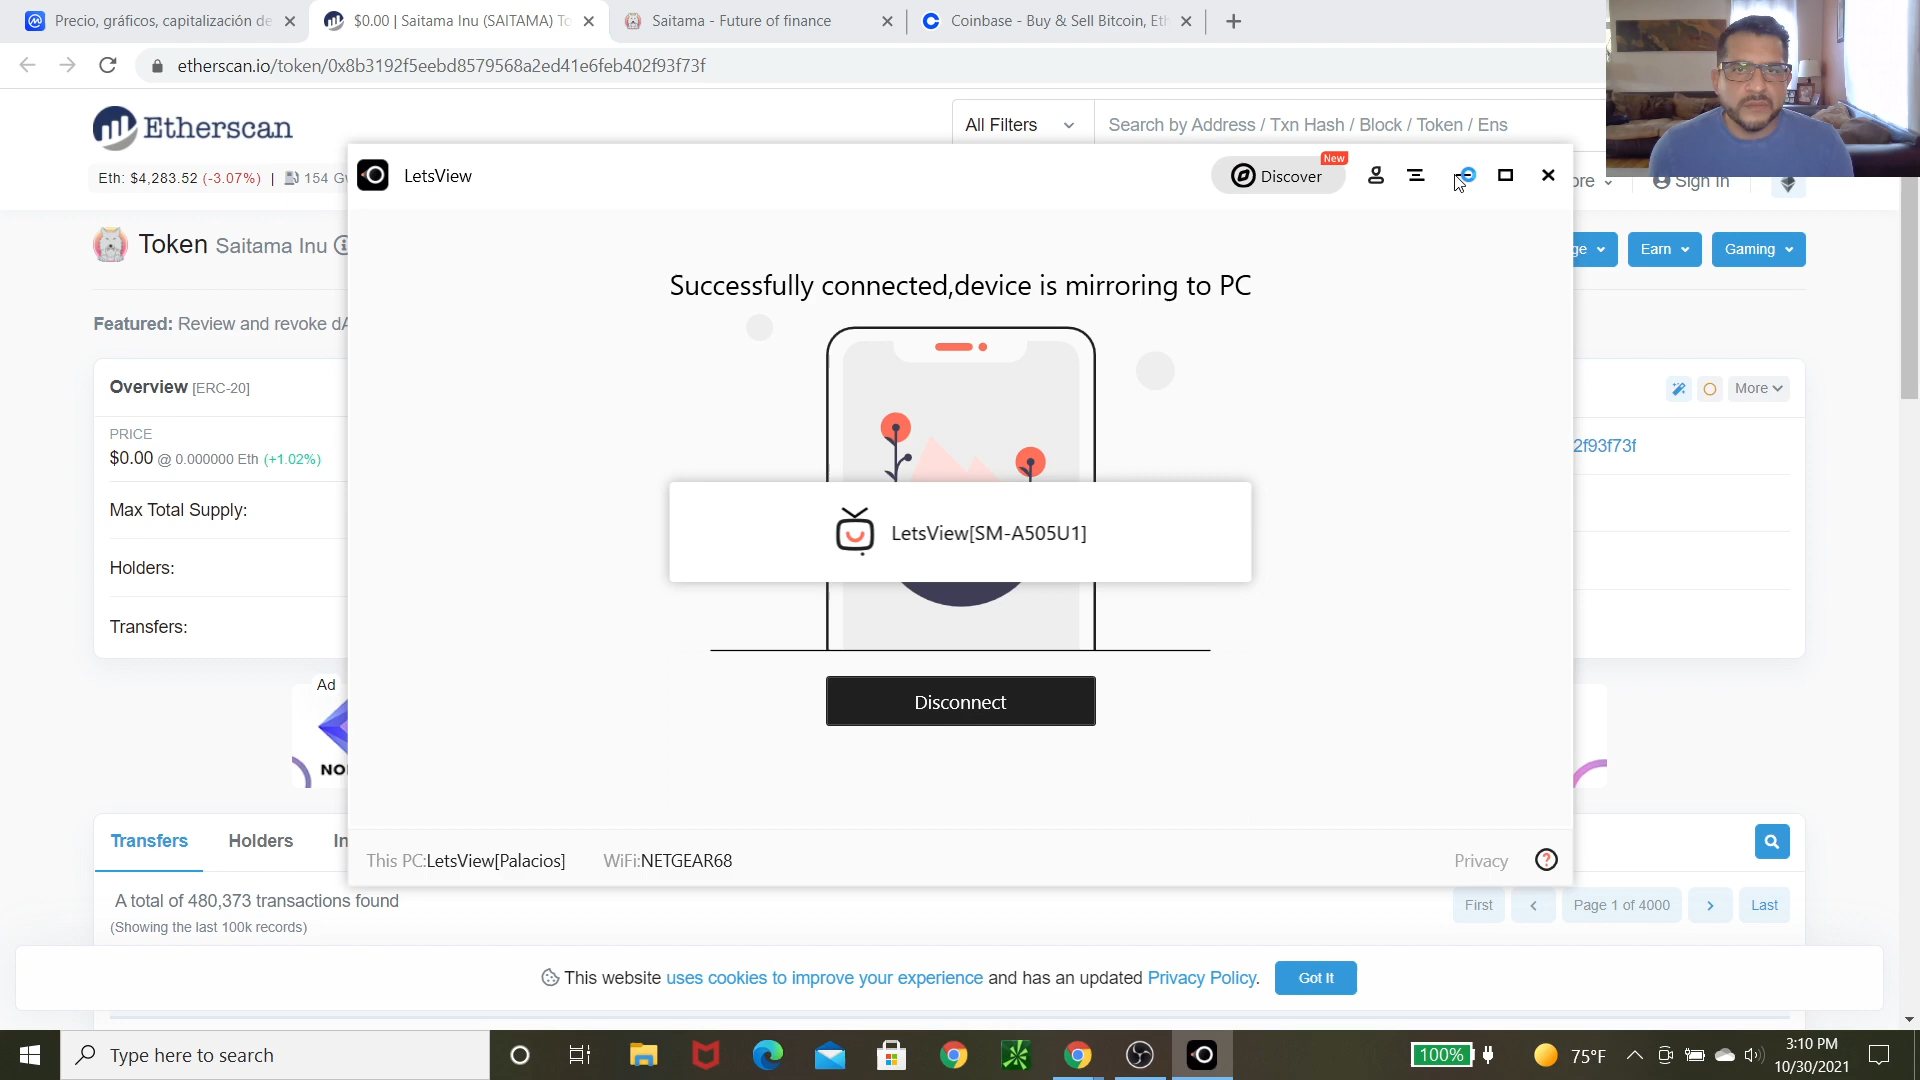 Precio, gráficos, capitalización de
$0.00 | Saitama Inu (SAITAMA) To
Saitama - Future of finance
Coinbase - Buy & Sell Bitcoin, Eth
etherscan.io/token/0x8b3192f5eebd8579568a2ed41e6feb402f93f73f
Etherscan
All Filters
Search by Address / Txn Hash / Block / Token / Ens
Eth: $4,283.52 (-3.07%) | 154 Gw
Sign In
LetsView
New
Discover
Token Saitama Inu
Earn
Gaming
Successfully connected,device is mirroring to PC
Featured: Review and revoke dA
Overview [ERC-20]
More
PRICE
$0.00 @ 0.000000 Eth (+1.02%)
2f93f73f
Max Total Supply:
LetsView[SM-A505U1]
Holders:
Transfers:
Ad
Disconnect
Transfers
Holders
This PC:LetsView[Palacios]
WiFi:NETGEAR68
Privacy
A total of 480,373 transactions found
(Showing the last 100k records)
First
Page 1 of 4000
Last
This website uses cookies to improve your experience and has an updated Privacy Policy.
Got It
Type here to search
100%
75°F
3:10 PM
10/30/2021